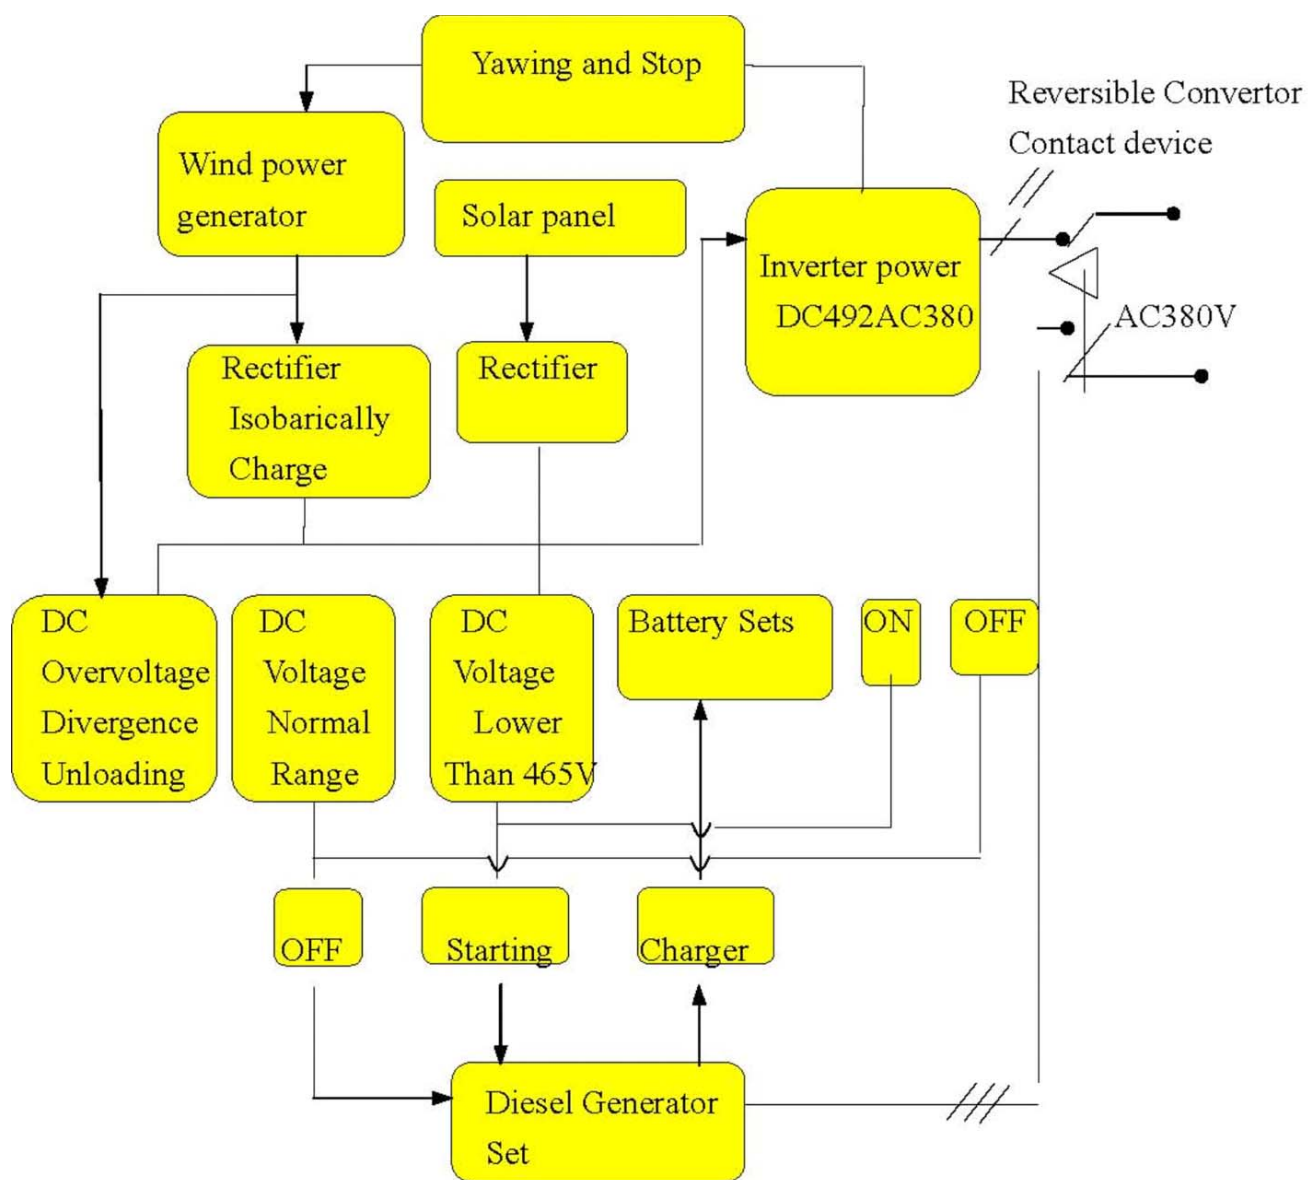 Yawing and Stop
Reversible Convertor
Contact device
Wind power
generator
Solar panel
Inverter power
DC492AC380
AC380V
Rectifier
Isobarically
Charge
Rectifier
DC
Overvoltage
Divergence
Unloading
DC
Voltage
Normal
Range
DC
Voltage
Lower
Than 465V
Battery Sets
ON
OFF
OFF
Starting
Charger
Diesel Generator
Set